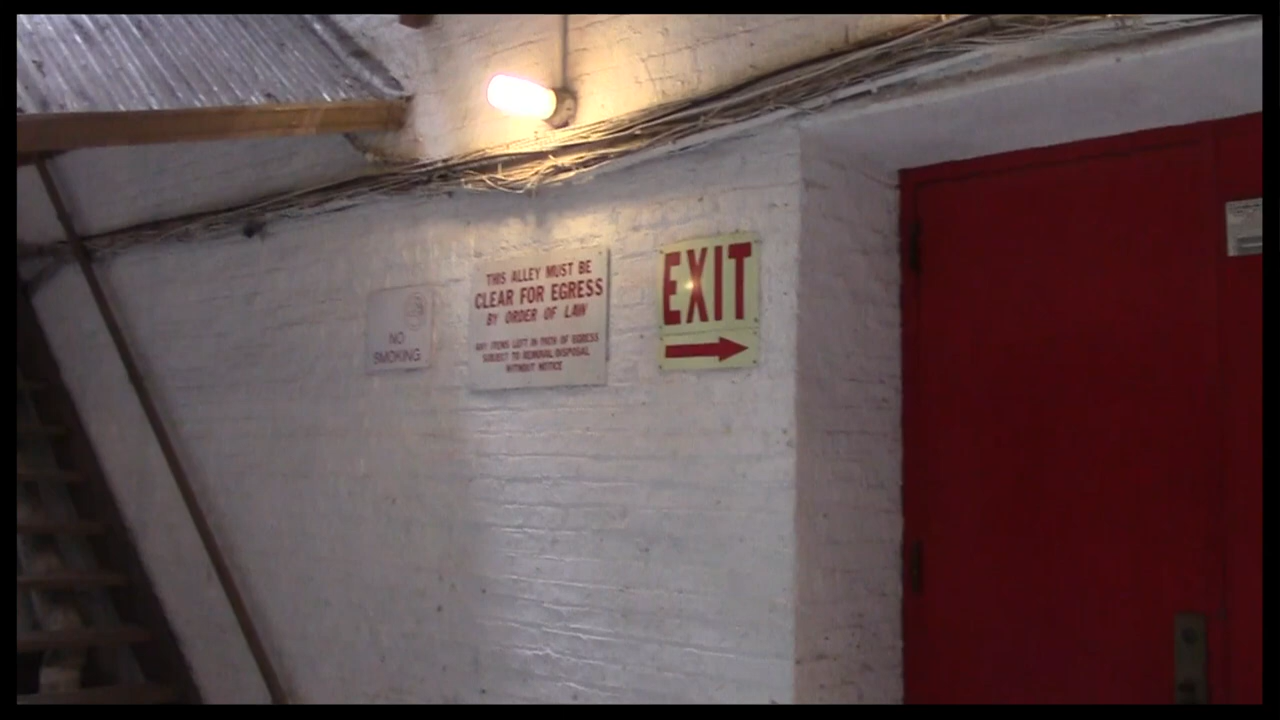 NO
SMOKING
THIS ALLEY MUST BE
CLEAR FOR EGRESS
BY ORDER OF LAW
ANY ITEMS LEFT IN PATH OF EGRESS
SUBJECT TO REMOVAL/DISPOSAL
WITHOUT NOTICE
EXIT